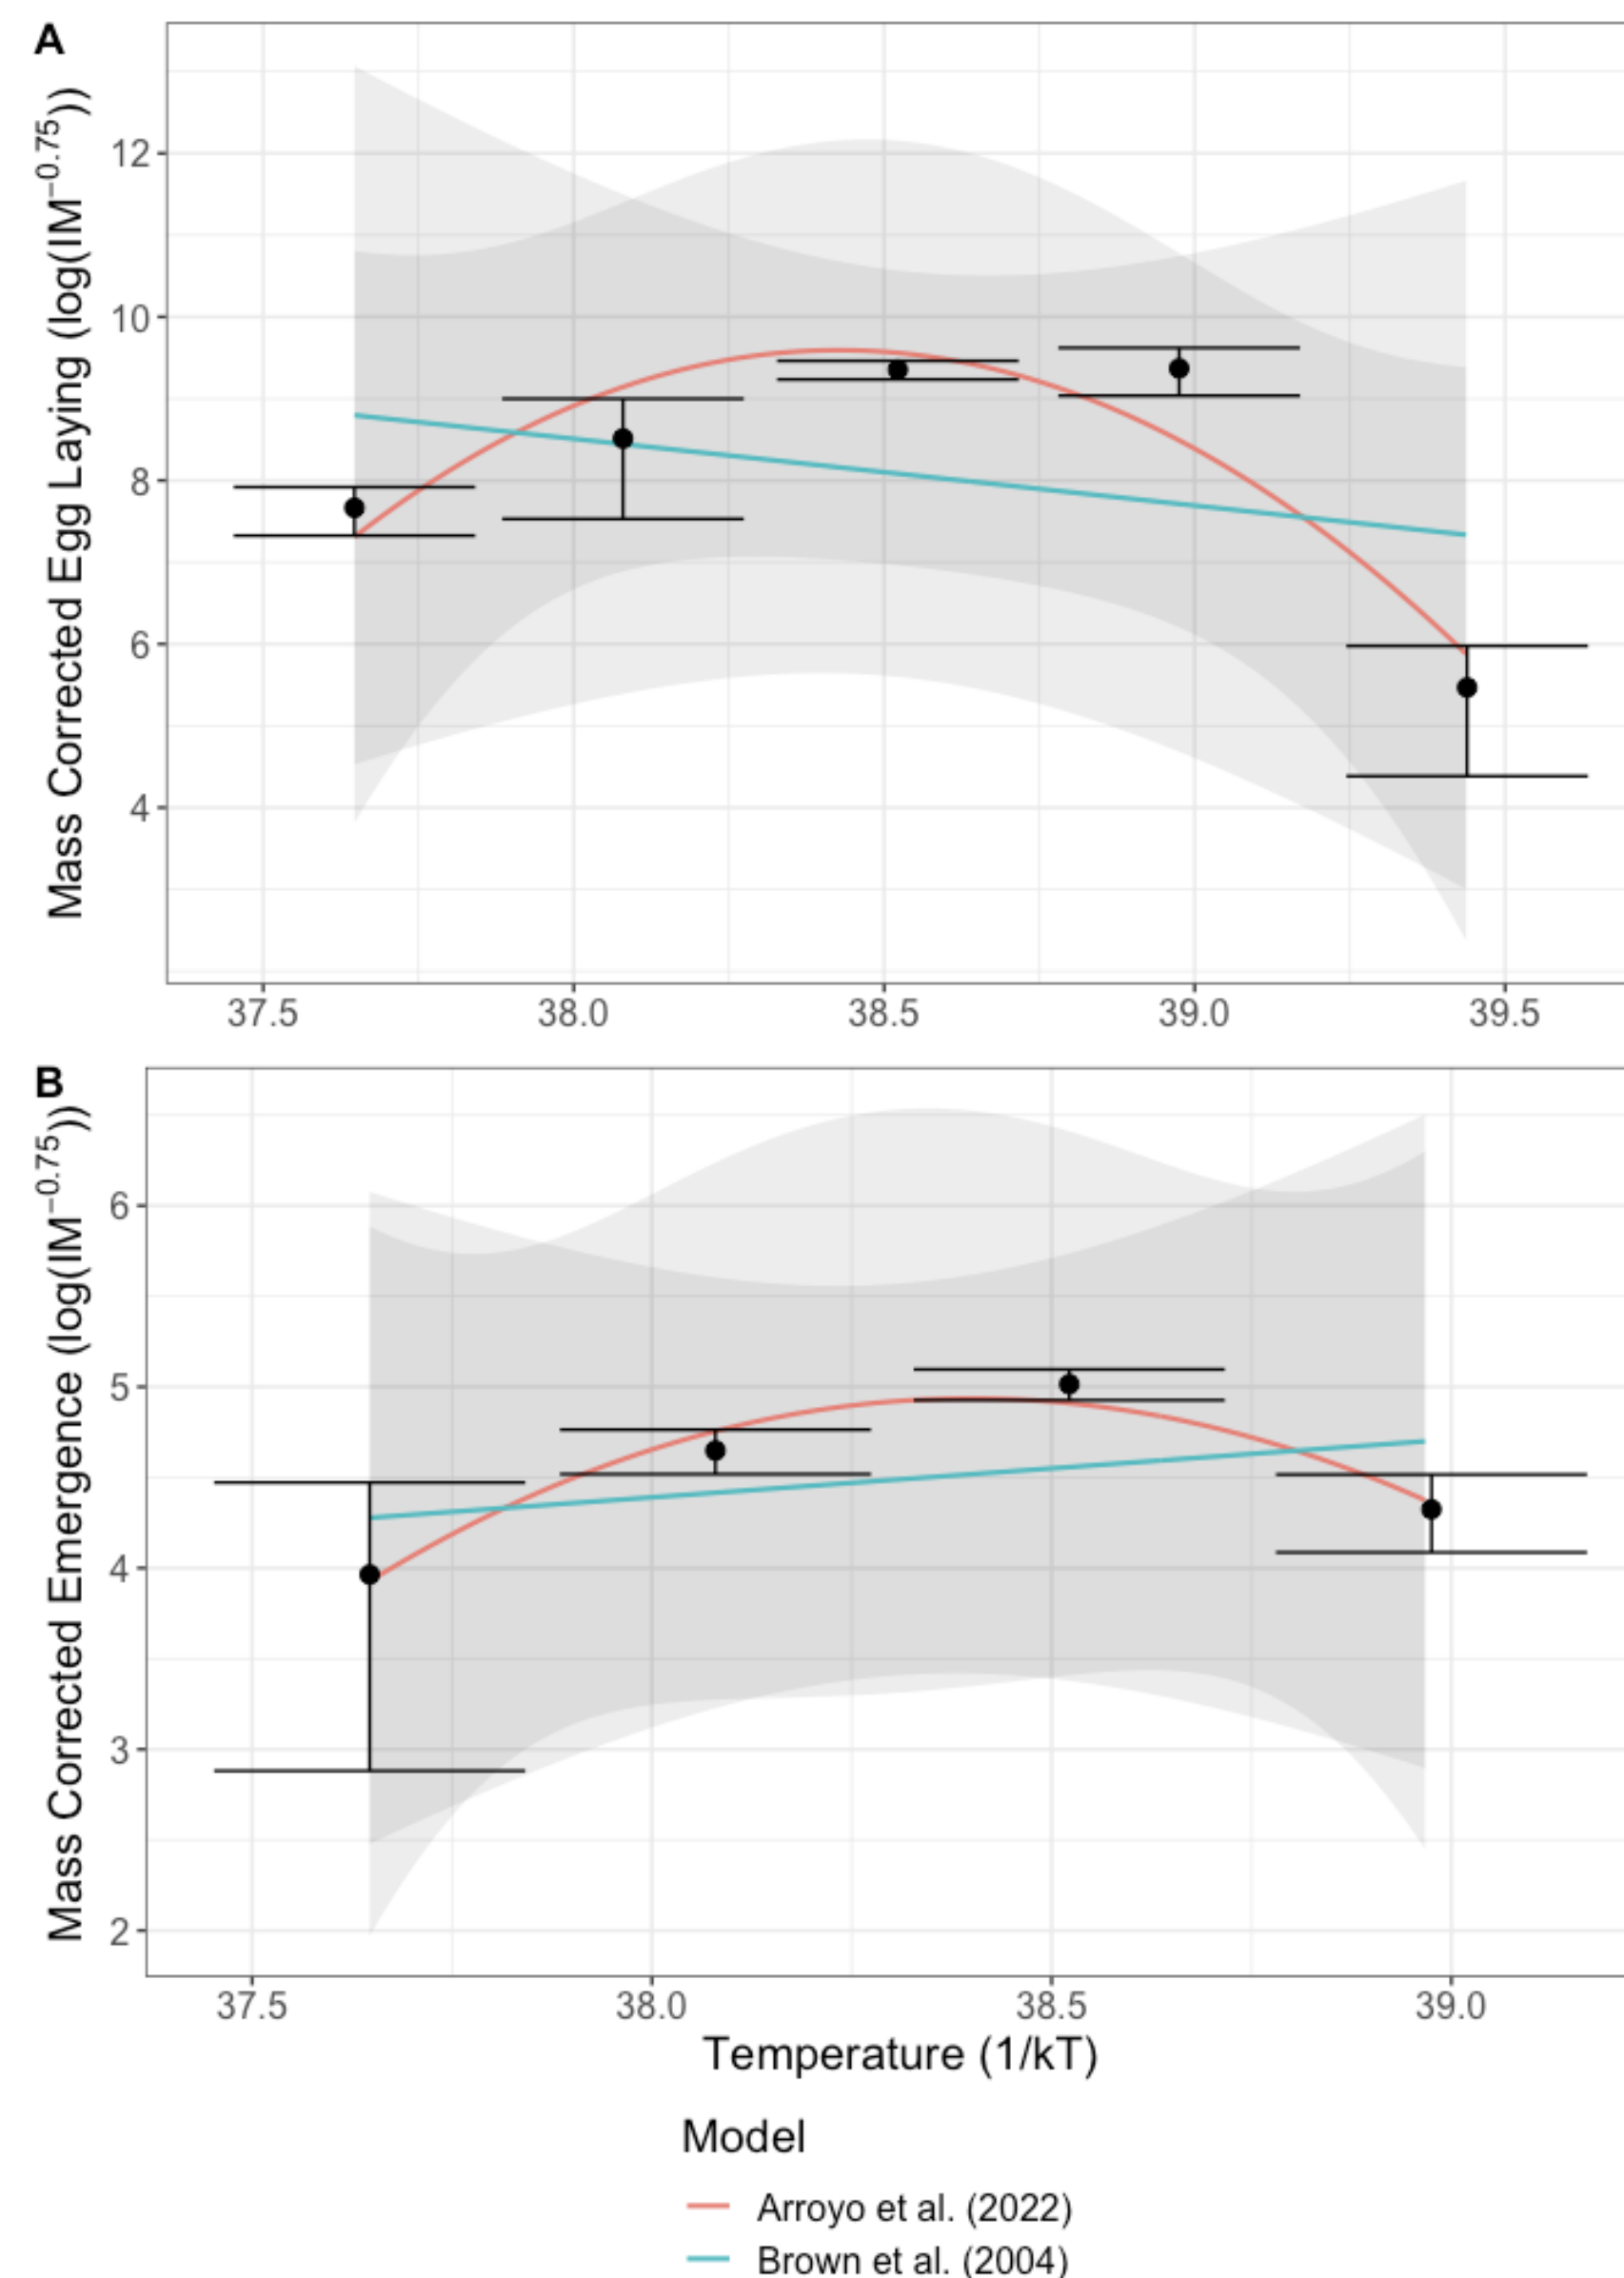 A
Mass Corrected Egg Laying (log(IM⁻⁰·⁷⁵))
12
10
8
6
4
37.5 38.0 38.5 39.0 39.5
B
Mass Corrected Emergence (log(IM⁻⁰·⁷⁵))
6
5
4
3
2
37.5 38.0 38.5 39.0
Temperature (1/kT)
Model
Arroyo et al. (2022)
Brown et al. (2004)